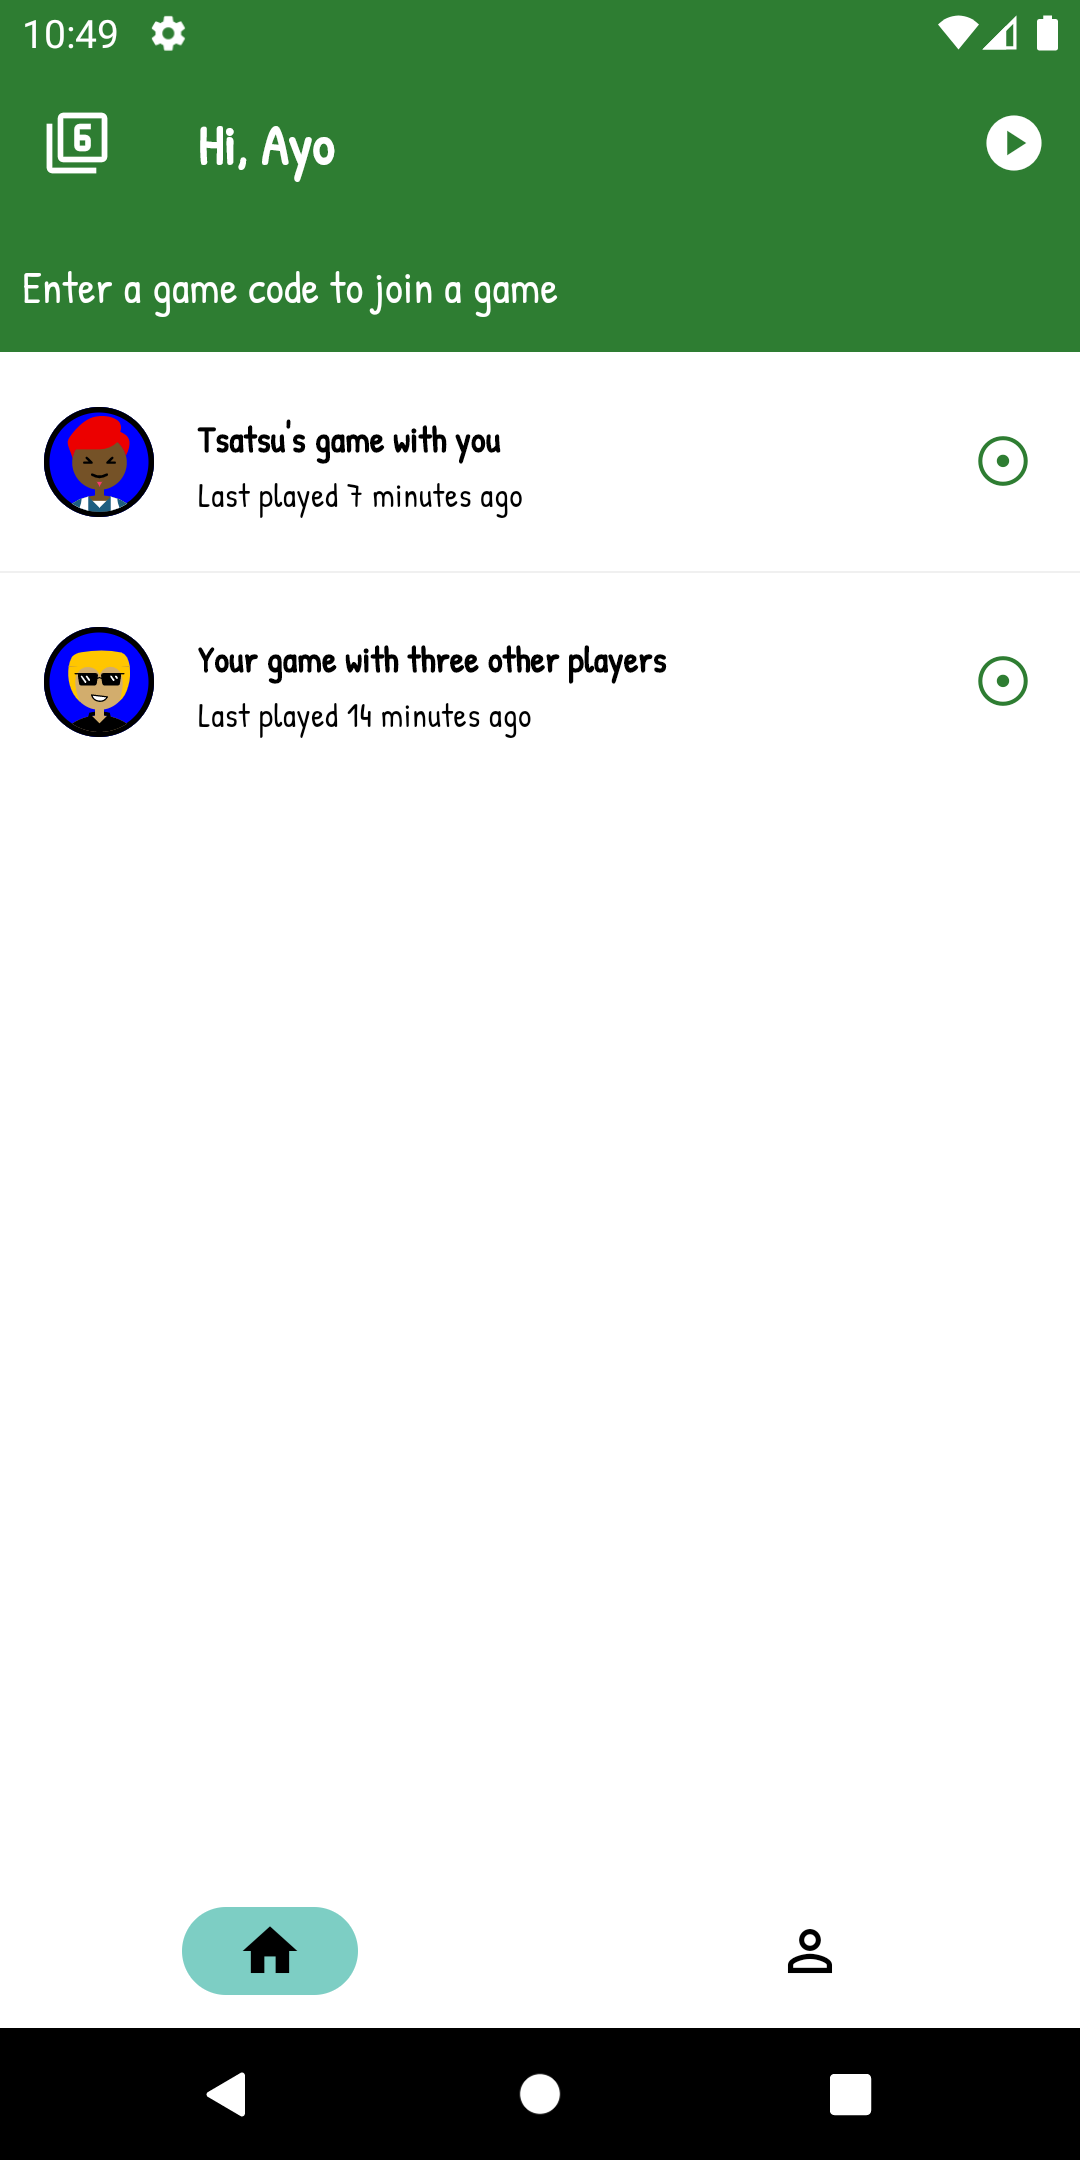 10:49
6
Hi, Ayo
Enter a game code to join a game
Tsatsu's game with you
Last played 7 minutes ago
Your game with three other players
Last played 14 minutes ago